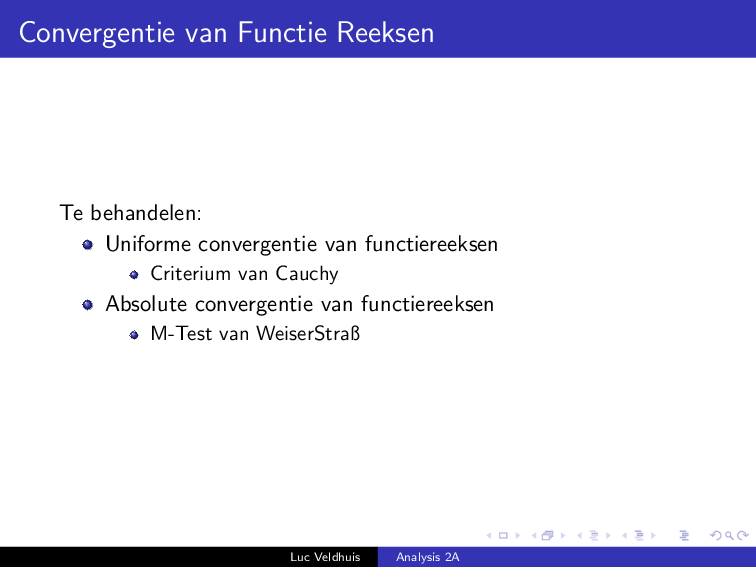 Convergentie van Functie Reeksen
Te behandelen:
Uniforme convergentie van functiereeksen
Criterium van Cauchy
Absolute convergentie van functiereeksen
M-Test van WeiserStraß
Luc Veldhuis
Analysis 2A